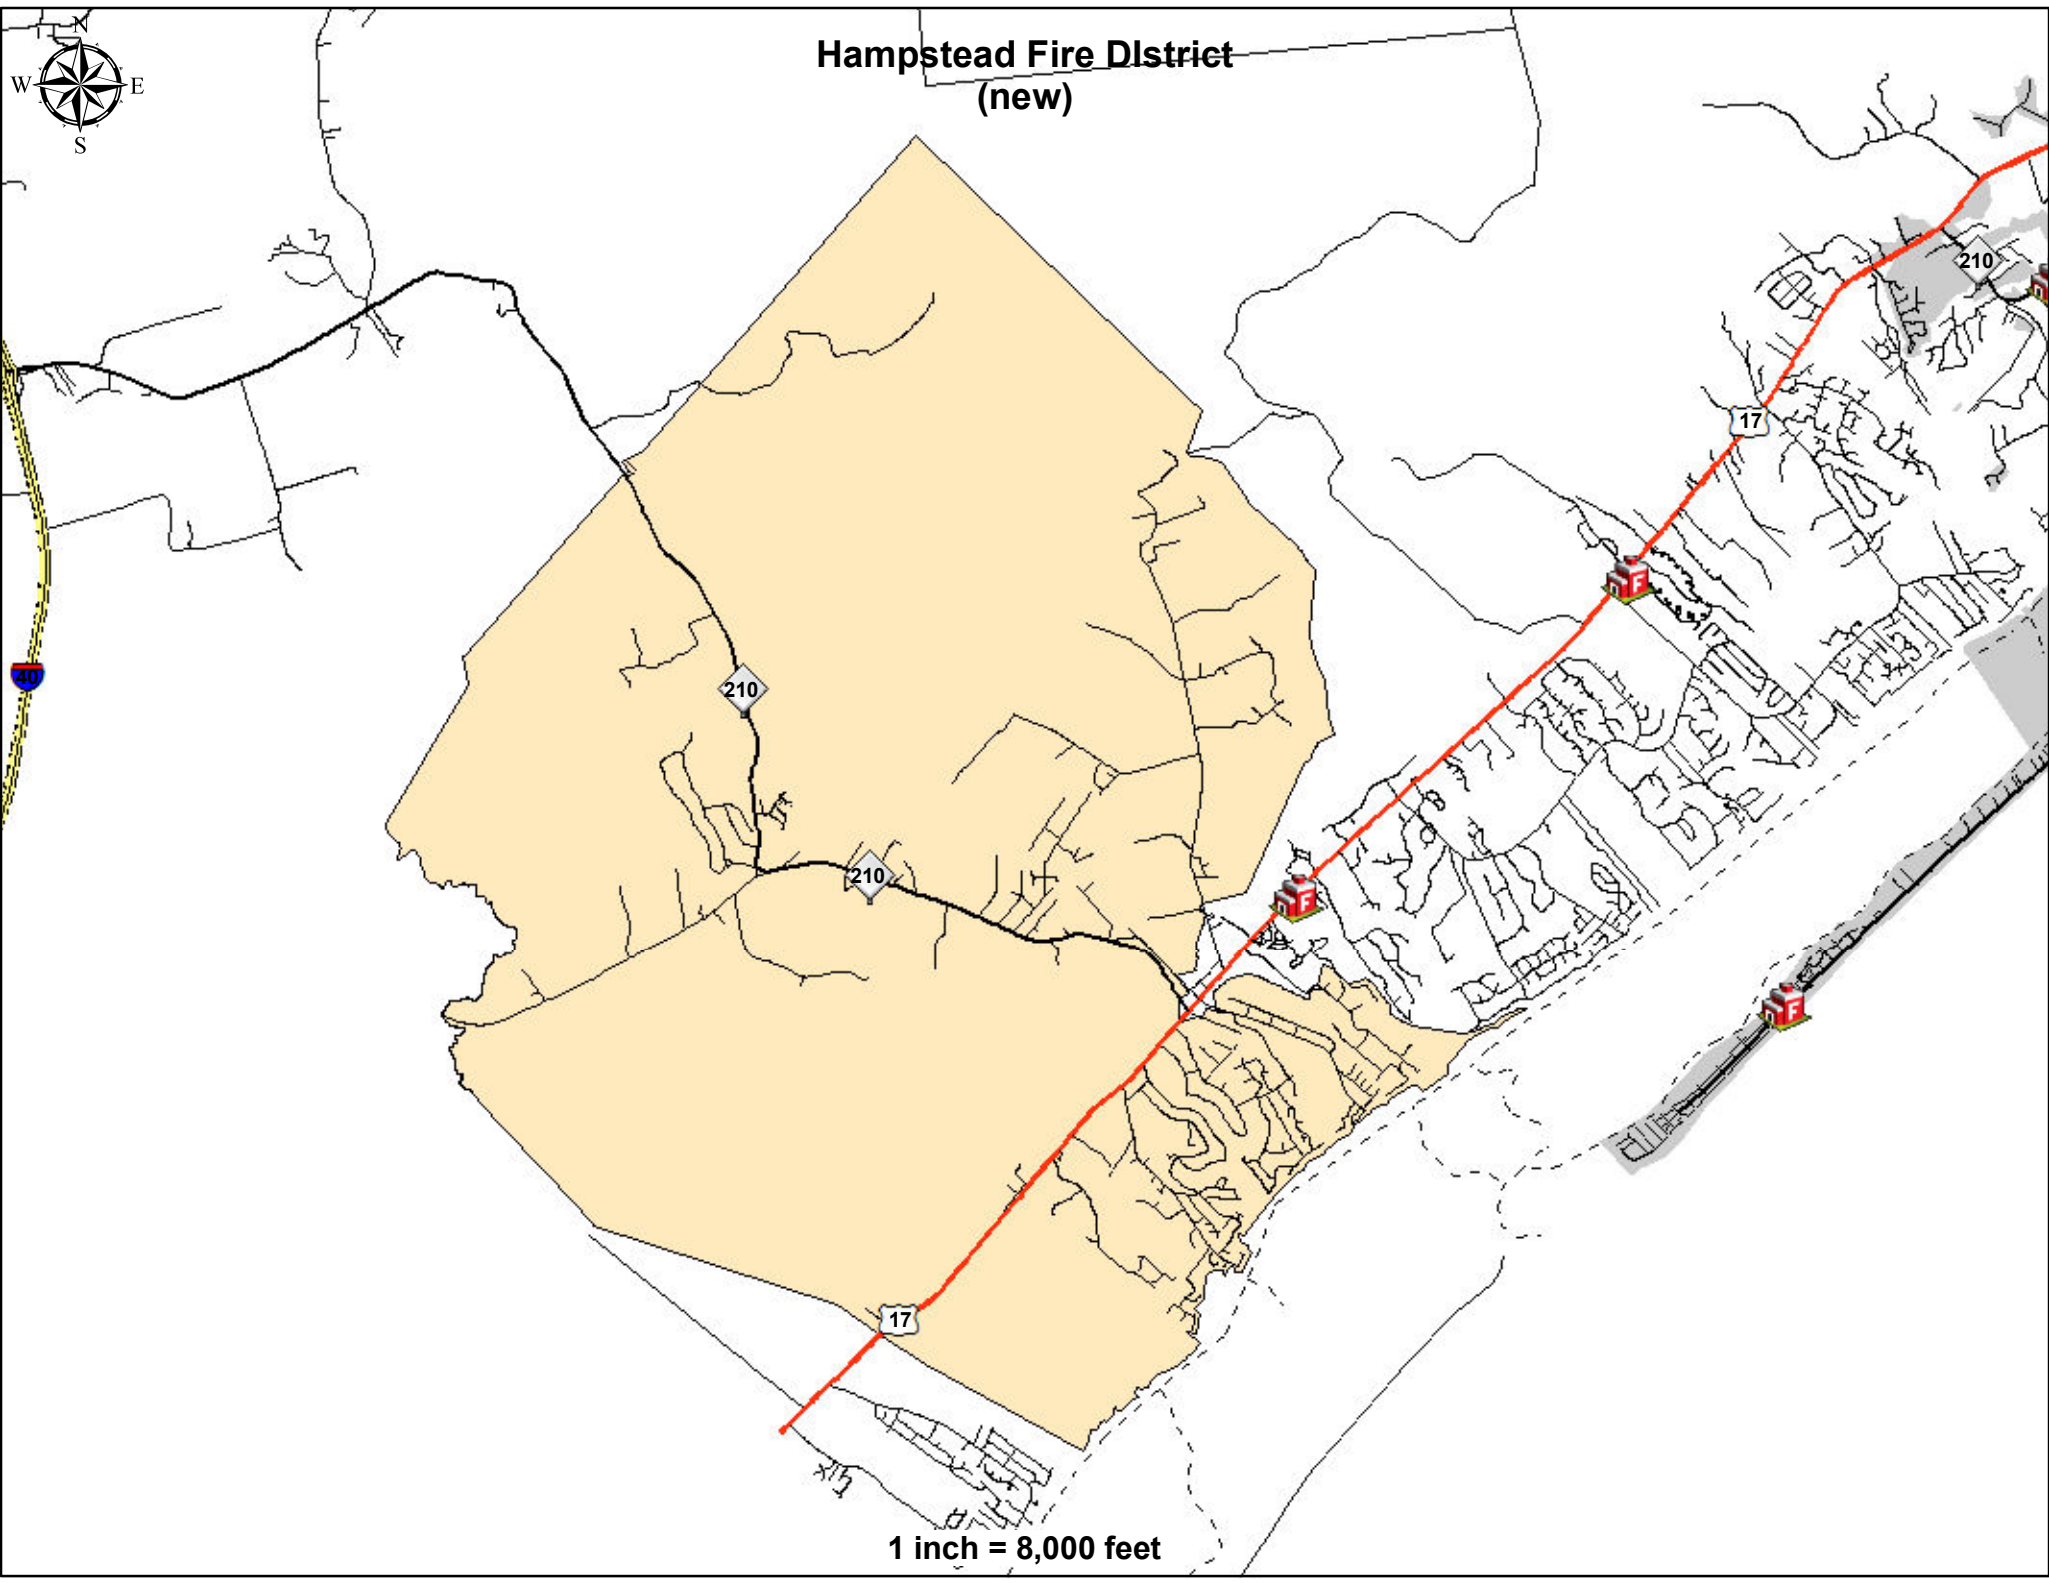 N
Hampstead Fire DIstrict
W E
(new)
S
210
17
F
40
210
210
F
F
17
1 inch = 8,000 feet